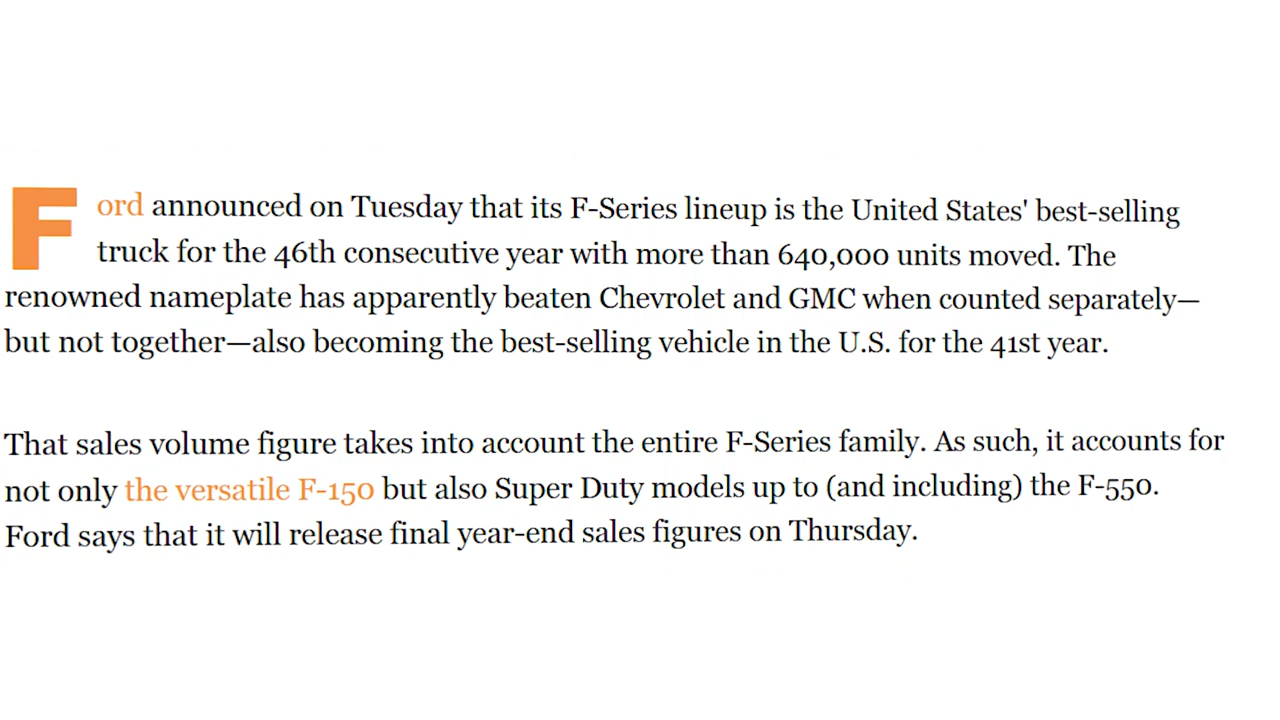 Ford announced on Tuesday that its F-Series lineup is the United States' best-selling
truck for the 46th consecutive year with more than 640,000 units moved. The
renowned nameplate has apparently beaten Chevrolet and GMC when counted separately—
but not together—also becoming the best-selling vehicle in the U.S. for the 41st year.
That sales volume figure takes into account the entire F-Series family. As such, it accounts for
not only the versatile F-150 but also Super Duty models up to (and including) the F-550.
Ford says that it will release final year-end sales figures on Thursday.